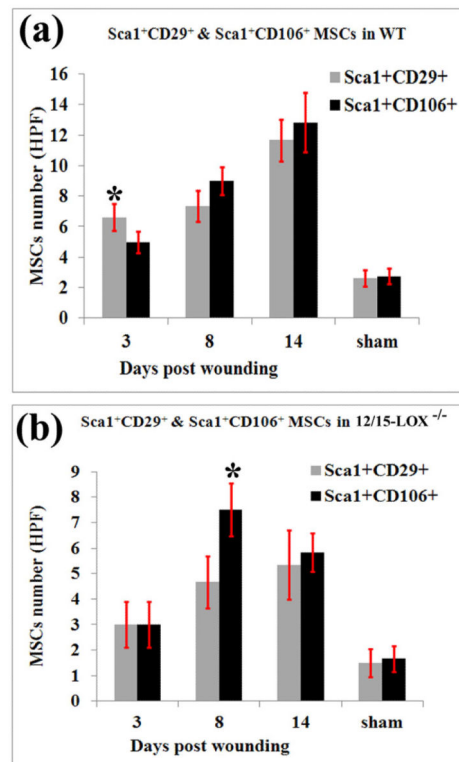 (a)
Sca1⁺CD29⁺ & Sca1⁺CD106⁺ MSCs in WT
Sca1+CD29+
Sca1+CD106+
MSCs number (HPF)
16
14
12
10
8
6
4
2
0
*
3 8 14 sham
Days post wounding
(b)
Sca1⁺CD29⁺ & Sca1⁺CD106⁺ MSCs in 12/15-LOX ⁻/⁻
Sca1+CD29+
Sca1+CD106+
MSCs number (HPF)
9
8
7
6
5
4
3
2
1
0
*
3 8 14 sham
Days post wounding